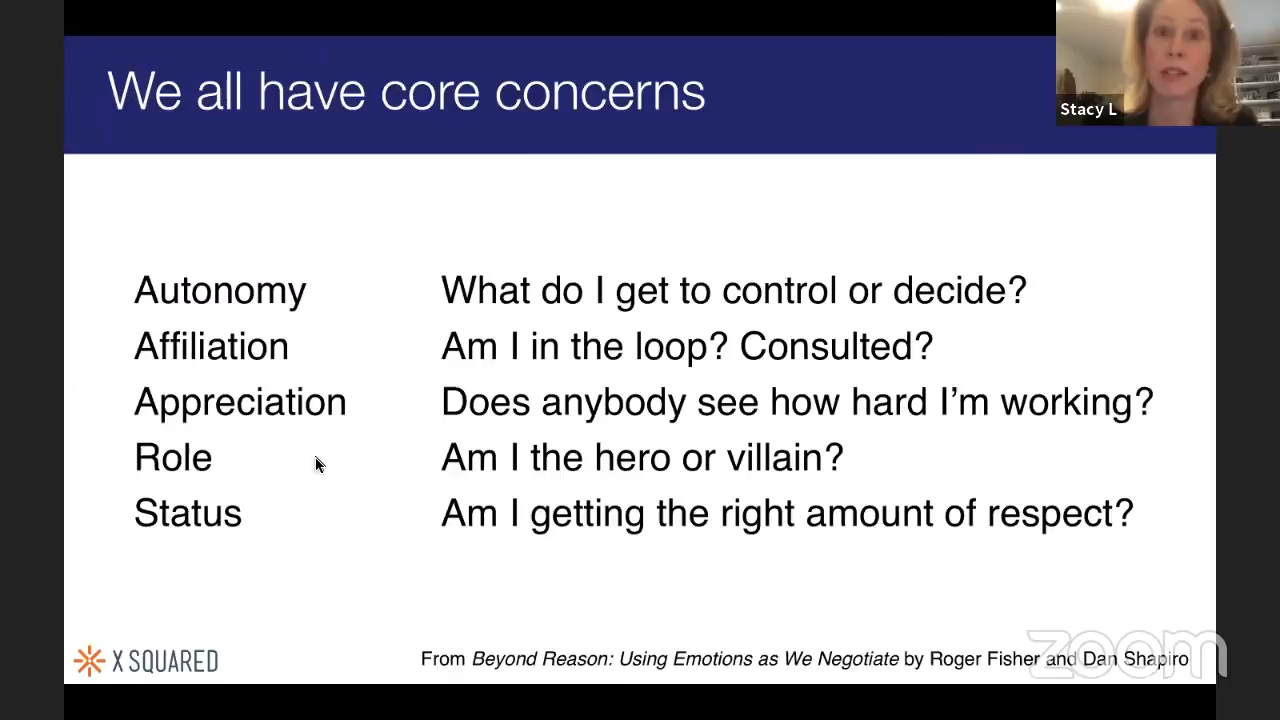 We all have core concerns
Stacy L
Autonomy What do I get to control or decide?
Affiliation Am I in the loop? Consulted?
Appreciation Does anybody see how hard I'm working?
Role Am I the hero or villain?
Status Am I getting the right amount of respect?
X SQUARED
From Beyond Reason: Using Emotions as We Negotiate by Roger Fisher and Dan Shapiro
zoom